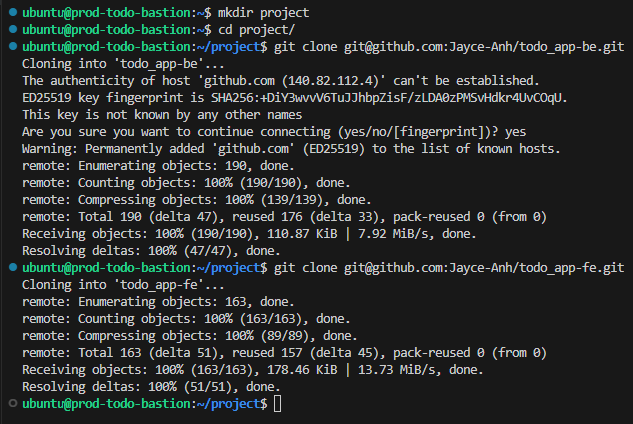 ubuntu@prod-todo-bastion:~$ mkdir project
ubuntu@prod-todo-bastion:~$ cd project/
ubuntu@prod-todo-bastion:~/project$ git clone git@github.com:Jayce-Anh/todo_app-be.git
Cloning into 'todo_app-be'...
The authenticity of host 'github.com (140.82.112.4)' can't be established.
ED25519 key fingerprint is SHA256:+DiY3wvvV6TuJJhbpZisF/zLDA0zPMSvHdkr4UvCOqU.
This key is not known by any other names
Are you sure you want to continue connecting (yes/no/[fingerprint])? yes
Warning: Permanently added 'github.com' (ED25519) to the list of known hosts.
remote: Enumerating objects: 190, done.
remote: Counting objects: 100% (190/190), done.
remote: Compressing objects: 100% (139/139), done.
remote: Total 190 (delta 47), reused 176 (delta 33), pack-reused 0 (from 0)
Receiving objects: 100% (190/190), 110.87 KiB | 7.92 MiB/s, done.
Resolving deltas: 100% (47/47), done.
ubuntu@prod-todo-bastion:~/project$ git clone git@github.com:Jayce-Anh/todo_app-fe.git
Cloning into 'todo_app-fe'...
remote: Enumerating objects: 163, done.
remote: Counting objects: 100% (163/163), done.
remote: Compressing objects: 100% (89/89), done.
remote: Total 163 (delta 51), reused 157 (delta 45), pack-reused 0 (from 0)
Receiving objects: 100% (163/163), 178.46 KiB | 13.73 MiB/s, done.
Resolving deltas: 100% (51/51), done.
ubuntu@prod-todo-bastion:~/project$